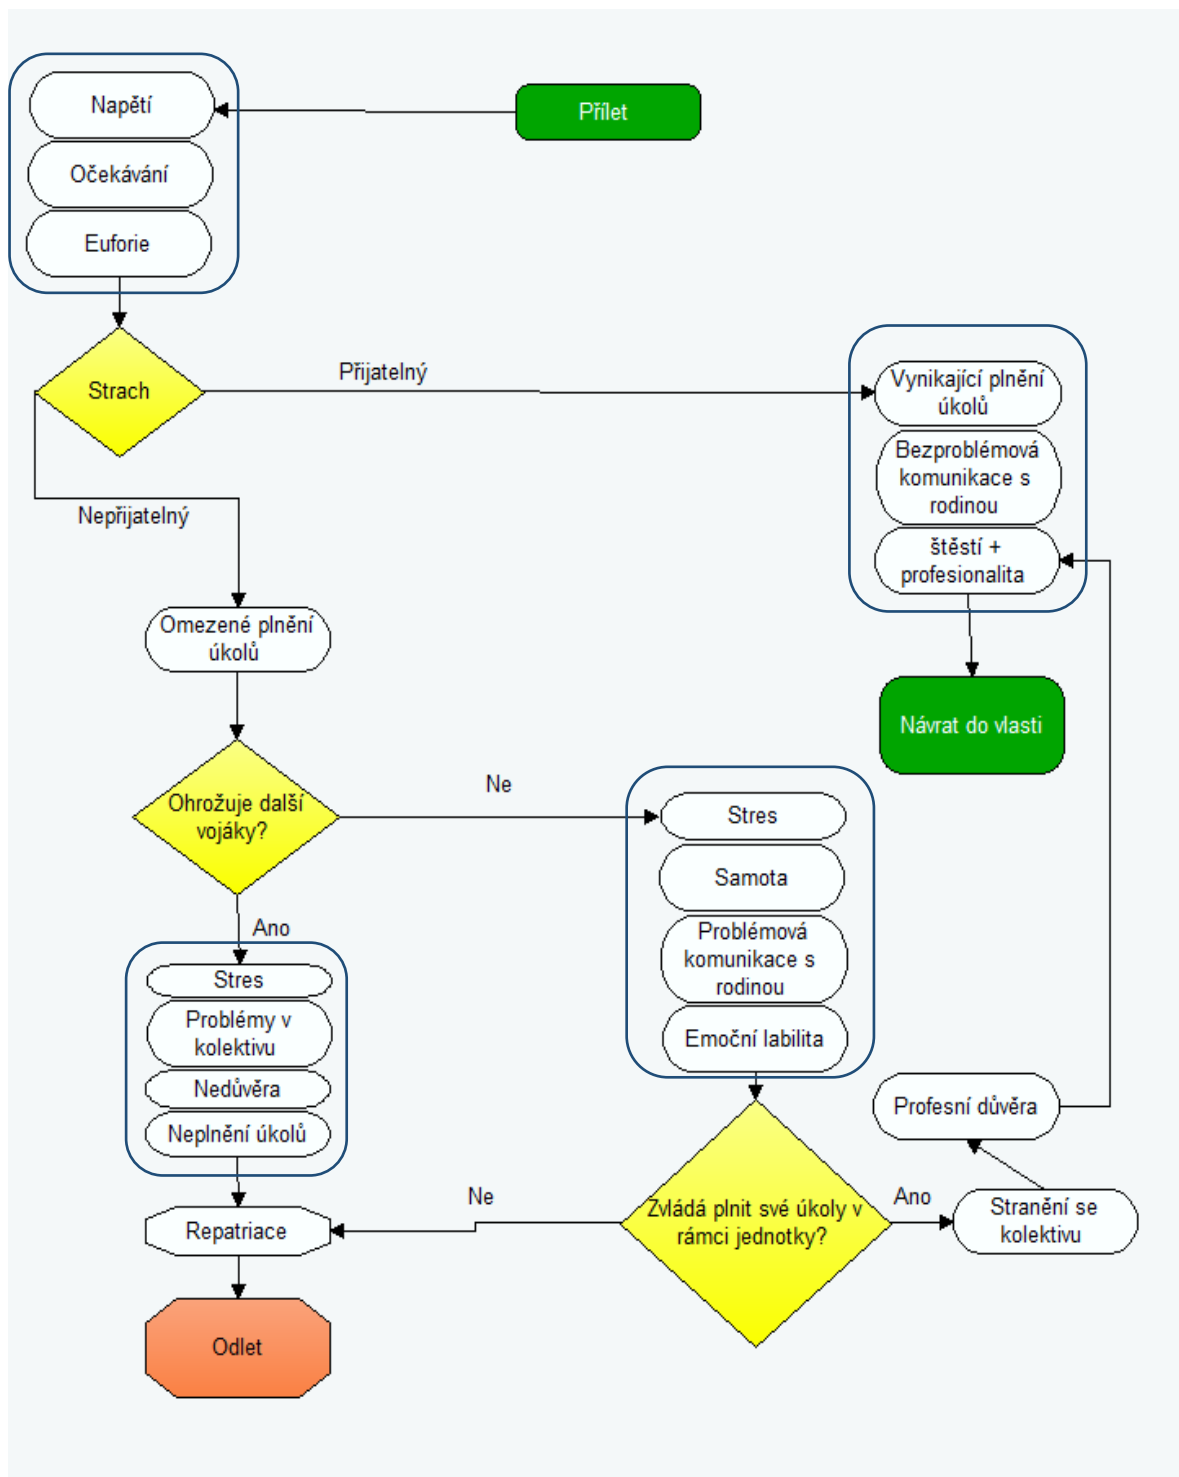 Napětí
Přílet
Očekávání
Euforie
Strach
Přijatelný
Vynikající plnění
úkolů
Bezproblémová
komunikace s
rodinou
štěstí +
profesionalita
Nepřijatelný
Omezené plnění
úkolů
Návrat do vlasti
Ohrožuje další
vojáky?
Ne
Stres
Samota
Problémová
komunikace s
rodinou
Emoční labilita
Ano
Stres
Problémy v
kolektivu
Nedůvěra
Neplnění úkolů
Profesní důvěra
Zvládá plnit své úkoly v
rámci jednotky?
Ano
Stranění se
kolektivu
Ne
Repatriace
Odlet